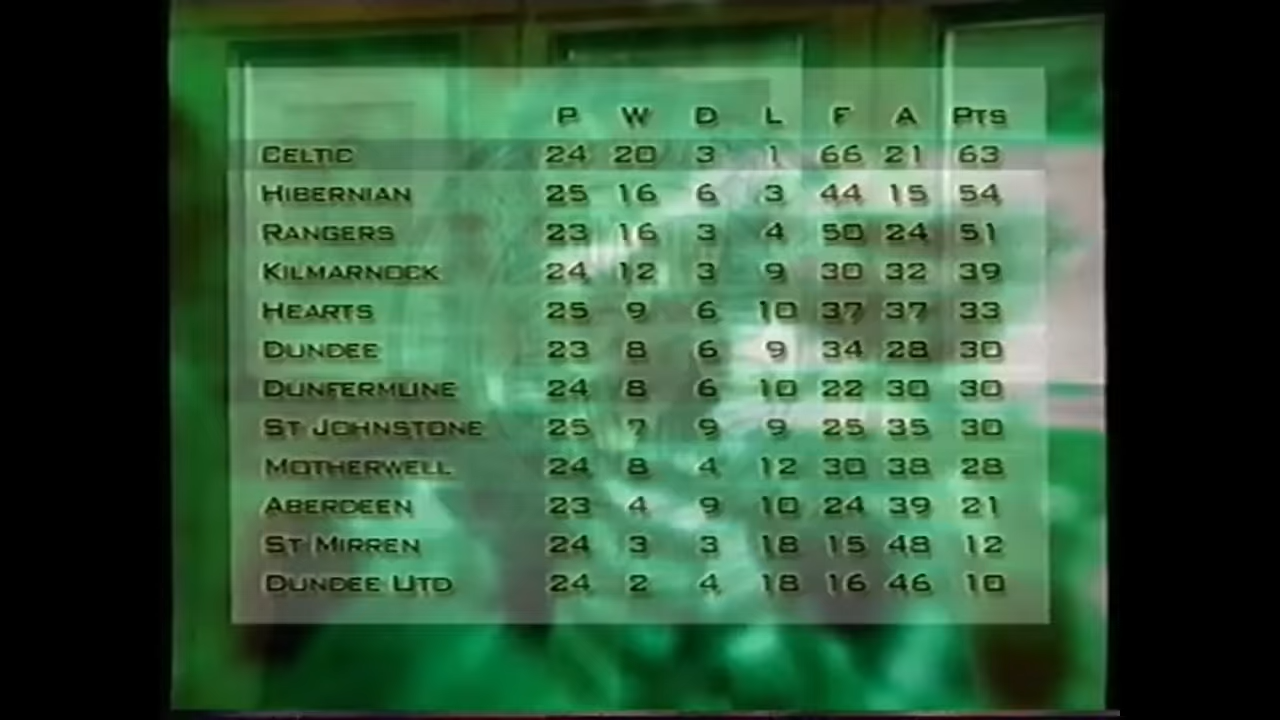 P W D L F A Pts
Celtic 24 20 3 1 66 21 63
Hibernian 25 16 6 3 44 15 54
Rangers 23 16 3 4 50 24 51
Kilmarnock 24 12 3 9 30 32 39
Hearts 25 9 6 10 37 37 33
Dundee 23 8 6 9 34 28 30
Dunfermline 24 8 6 10 22 30 30
St Johnstone 25 7 9 9 25 35 30
Motherwell 24 8 4 12 30 38 28
Aberdeen 23 4 9 10 24 39 21
St Mirren 24 3 3 18 15 48 12
Dundee Utd 24 2 4 18 16 46 10